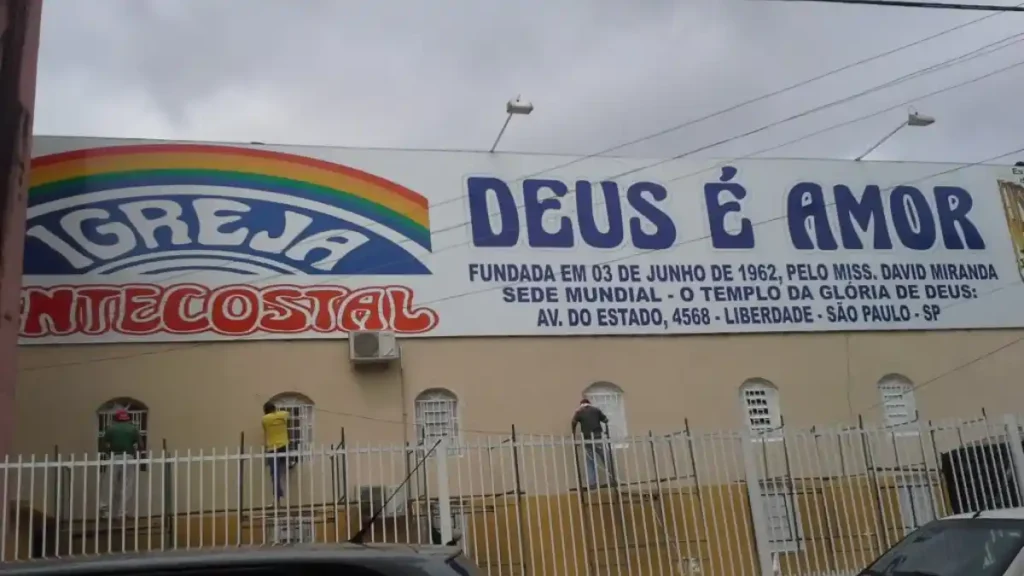 IGREJA
NTECOSTAL
DEUS É AMOR
FUNDADA EM 03 DE JUNHO DE 1962, PELO MISS. DAVID MIRANDA
SEDE MUNDIAL - O TEMPLO DA GLÓRIA DE DEUS:
AV. DO ESTADO, 4568 - LIBERDADE - SÃO PAULO - SP